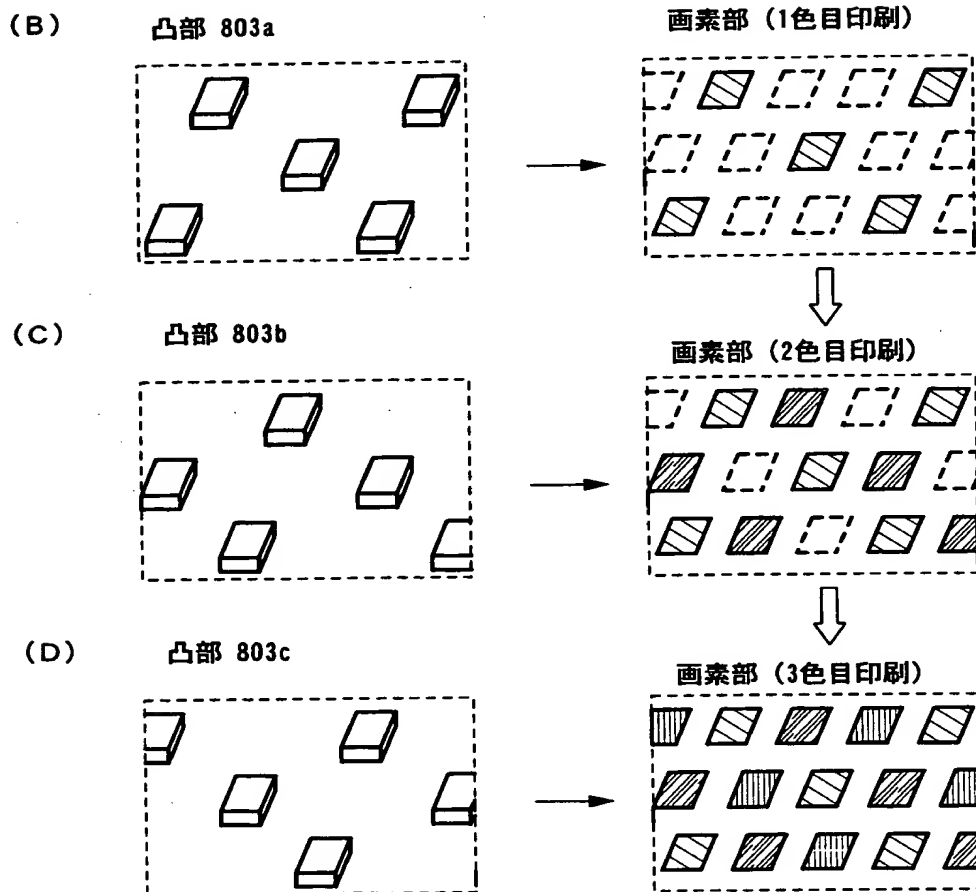 (B) 凸部 803a
画素部 (1色目印刷)
(C) 凸部 803b
画素部 (2色目印刷)
(D) 凸部 803c
画素部 (3色目印刷)